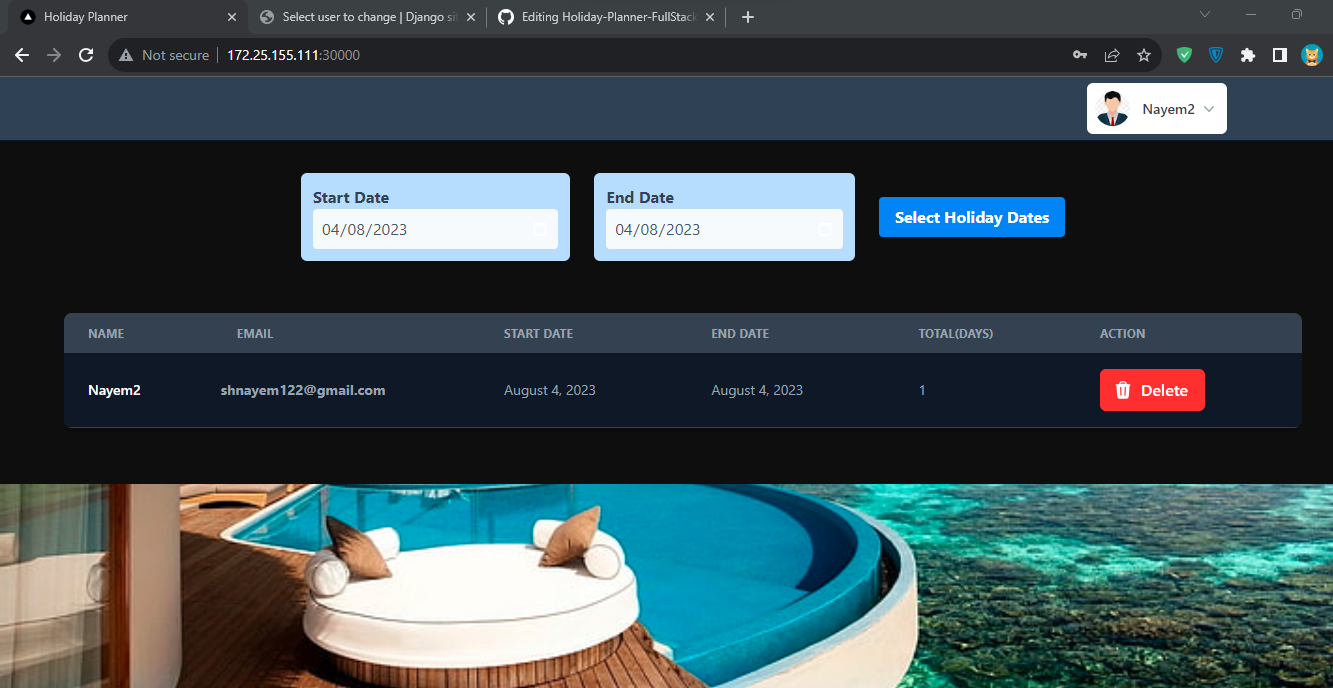 Holiday Planner
Select user to change | Django sit
Editing Holiday-Planner-FullStack
Not secure
172.25.155.111:30000
Nayem2
Start Date
04/08/2023
End Date
04/08/2023
Select Holiday Dates
NAME EMAIL START DATE END DATE TOTAL(DAYS) ACTION
Nayem2 shnayem122@gmail.com August 4, 2023 August 4, 2023 1 Delete